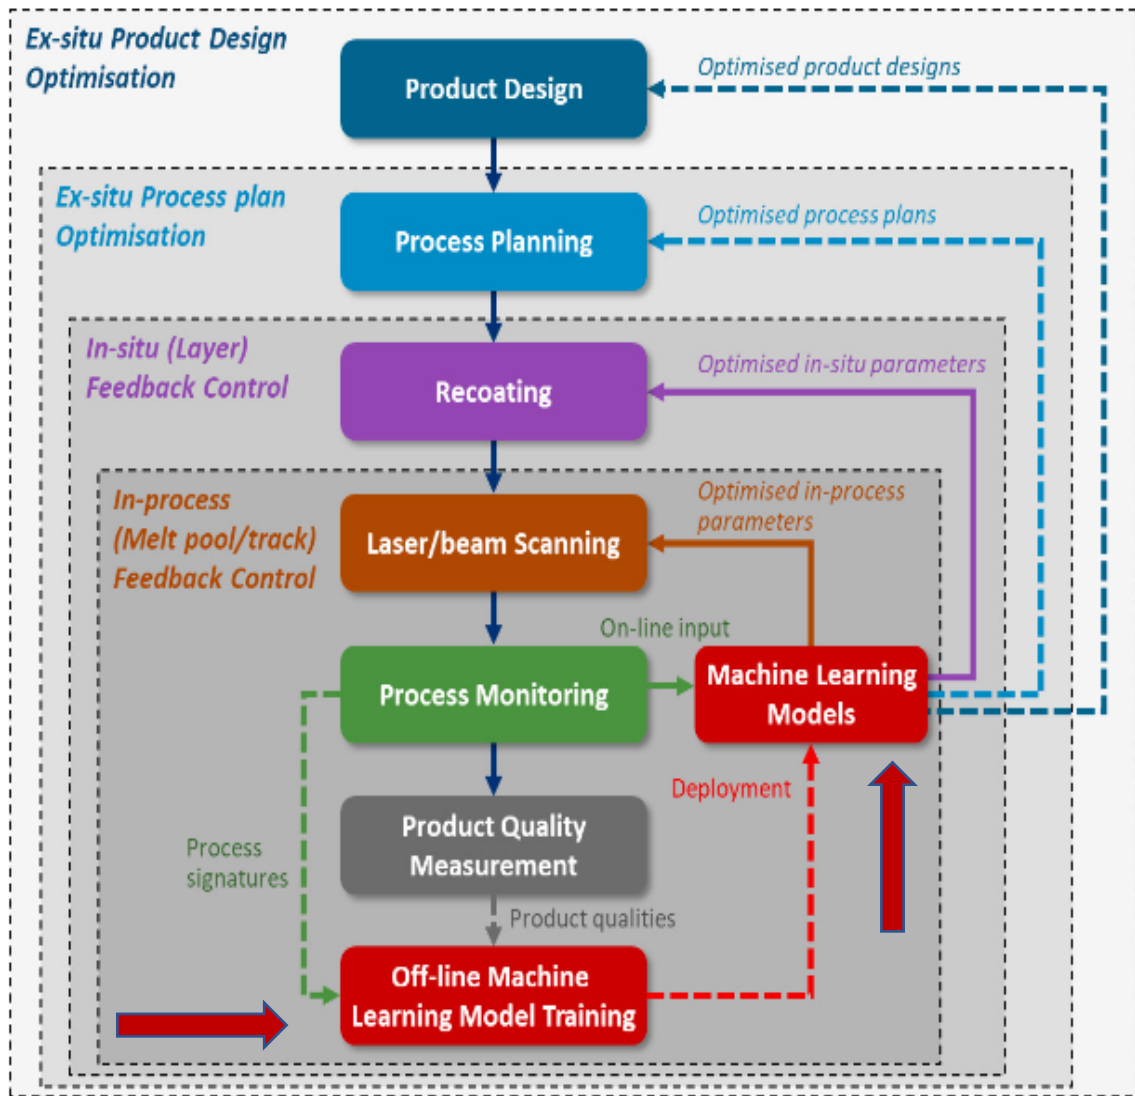 Ex-situ Product Design
Optimisation
Product Design
Optimised product designs
Ex-situ Process plan
Optimisation
Process Planning
Optimised process plans
In-situ (Layer)
Feedback Control
Recoating
Optimised in-situ parameters
In-process
(Melt pool/track)
Feedback Control
Laser/beam Scanning
Optimised in-process
parameters
On-line input
Process Monitoring
Machine Learning
Models
Deployment
Product Quality
Measurement
Process
signatures
Product qualities
Off-line Machine
Learning Model Training